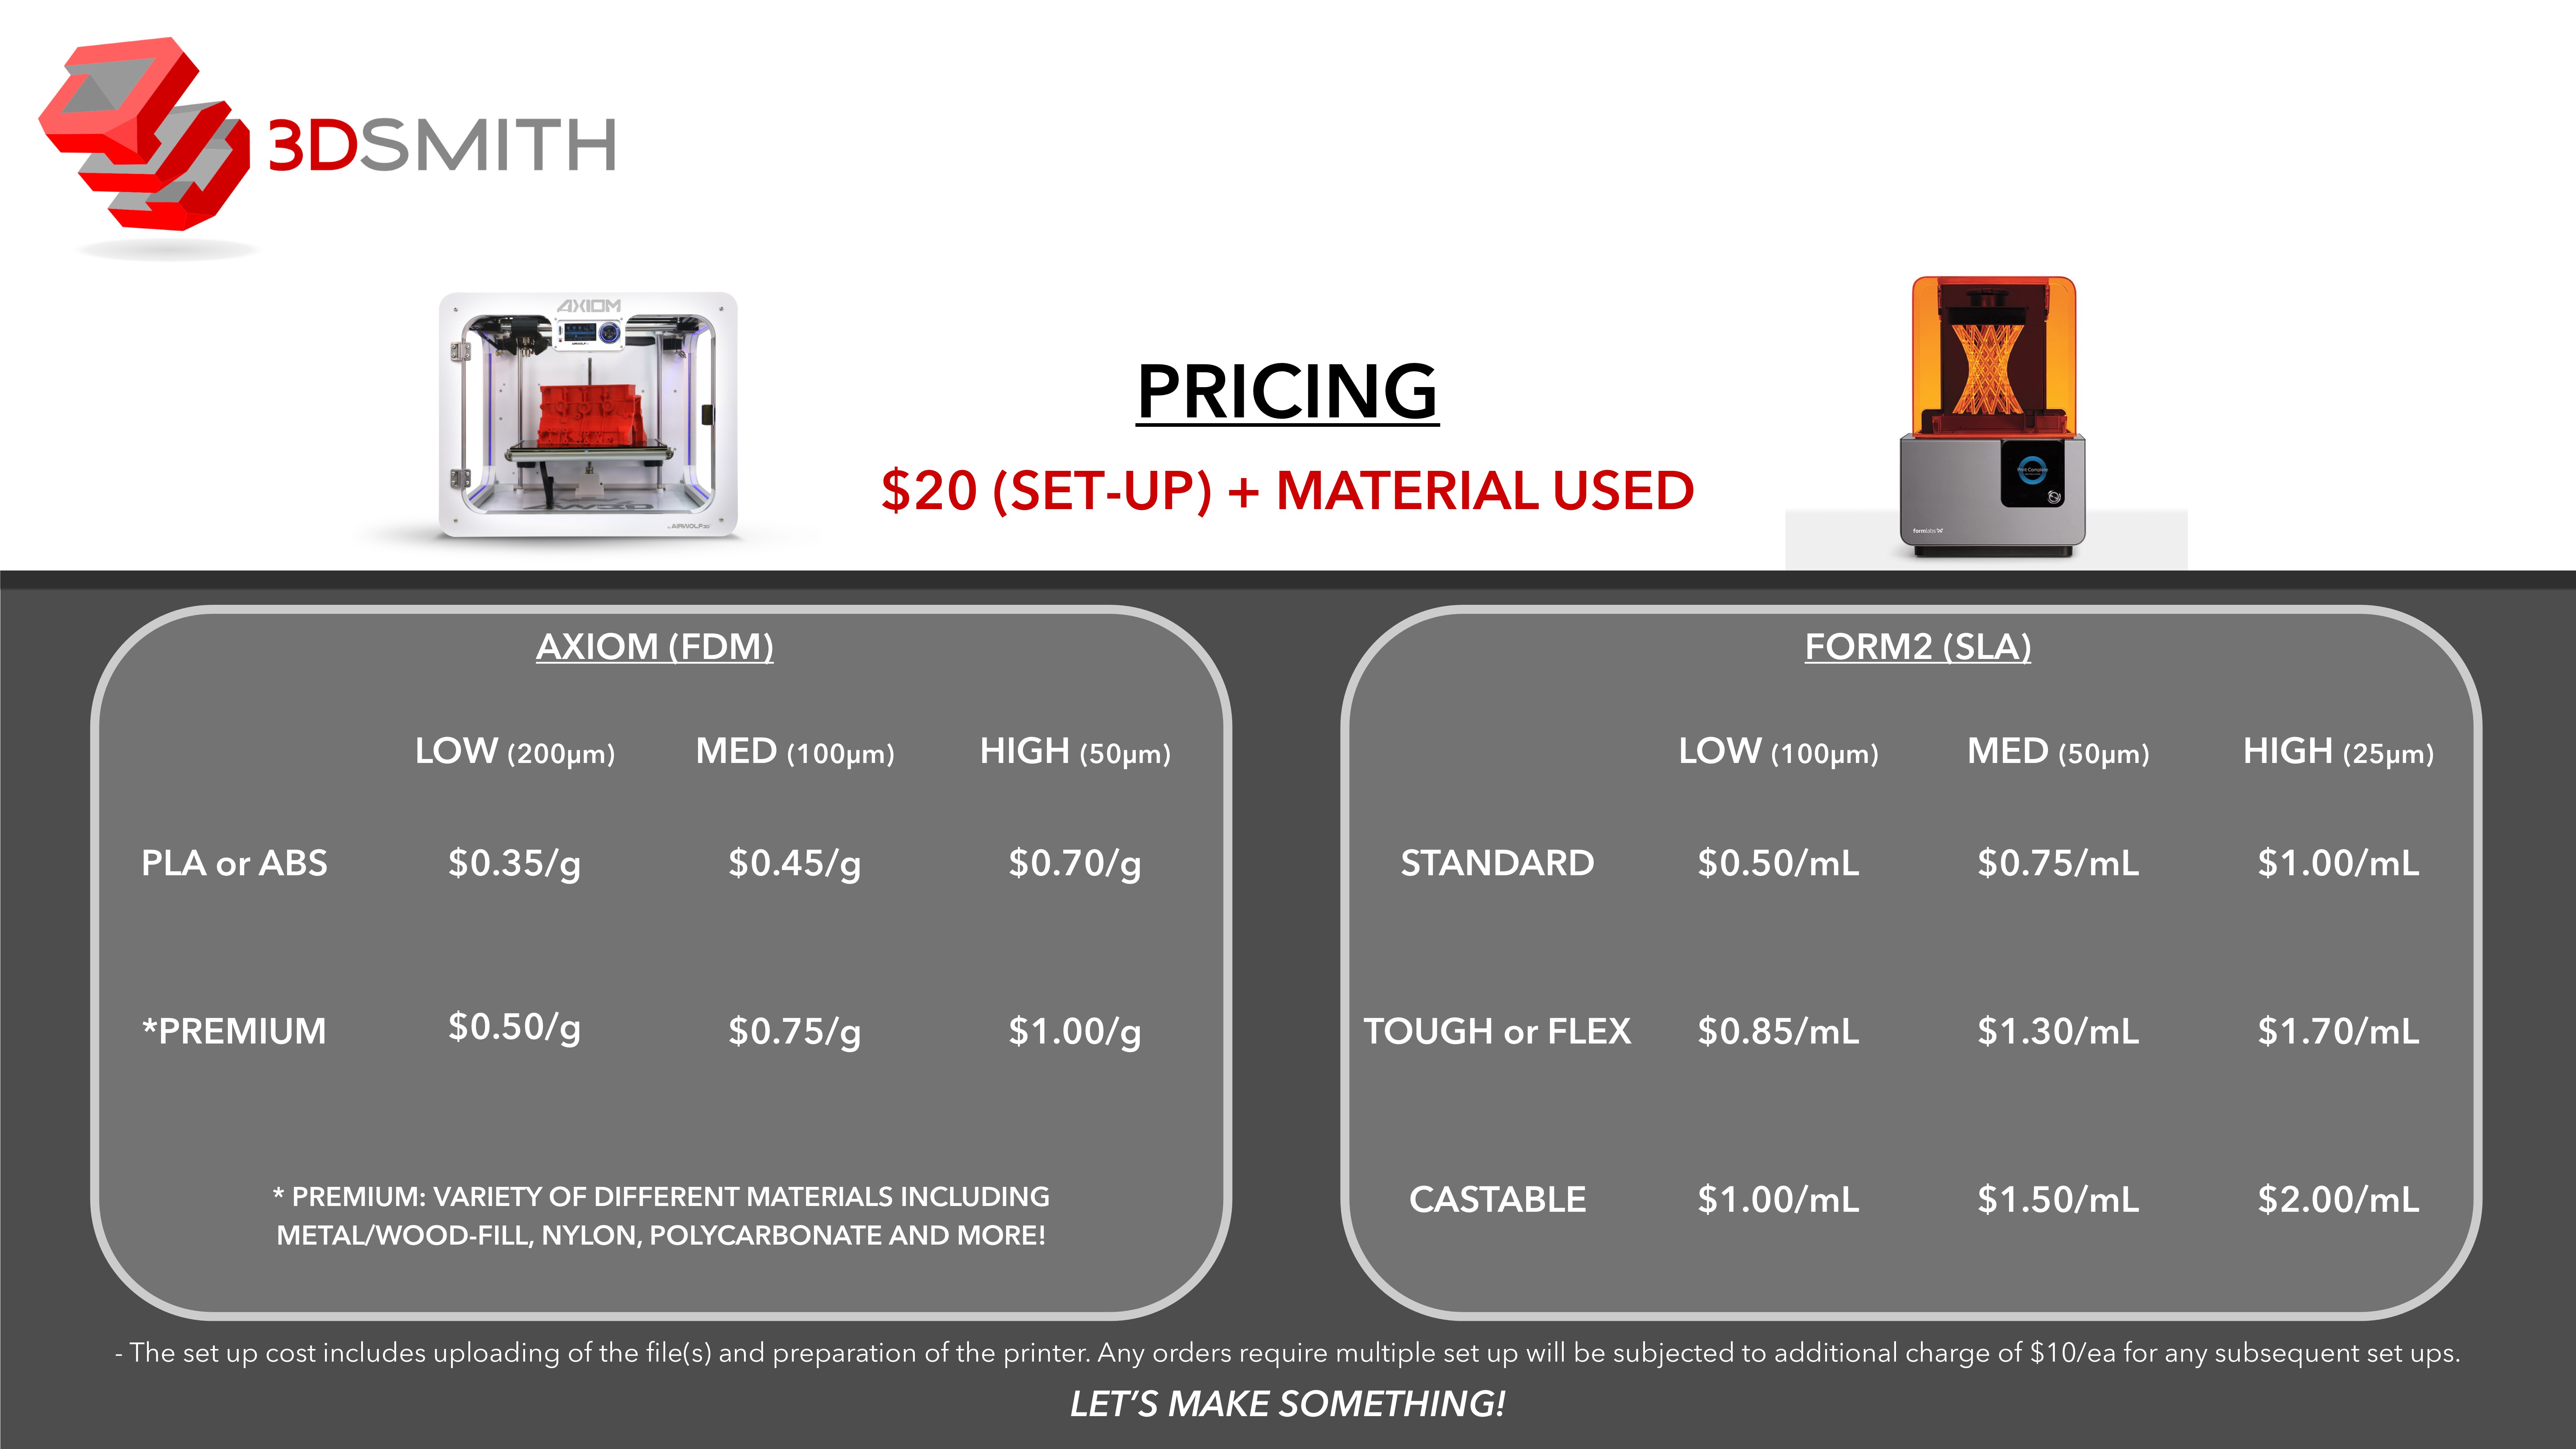 3DSMITH
AXIOM
AIRWOLF 3D
PRICING
$20 (SET-UP) + MATERIAL USED
Print Complete
formlabs
AXIOM (FDM)
LOW (200µm) MED (100µm) HIGH (50µm)
PLA or ABS $0.35/g $0.45/g $0.70/g
*PREMIUM $0.50/g $0.75/g $1.00/g
* PREMIUM: VARIETY OF DIFFERENT MATERIALS INCLUDING
METAL/WOOD-FILL, NYLON, POLYCARBONATE AND MORE!
FORM2 (SLA)
LOW (100µm) MED (50µm) HIGH (25µm)
STANDARD $0.50/mL $0.75/mL $1.00/mL
TOUGH or FLEX $0.85/mL $1.30/mL $1.70/mL
CASTABLE $1.00/mL $1.50/mL $2.00/mL
- The set up cost includes uploading of the file(s) and preparation of the printer. Any orders require multiple set up will be subjected to additional charge of $10/ea for any subsequent set ups.
LET'S MAKE SOMETHING!